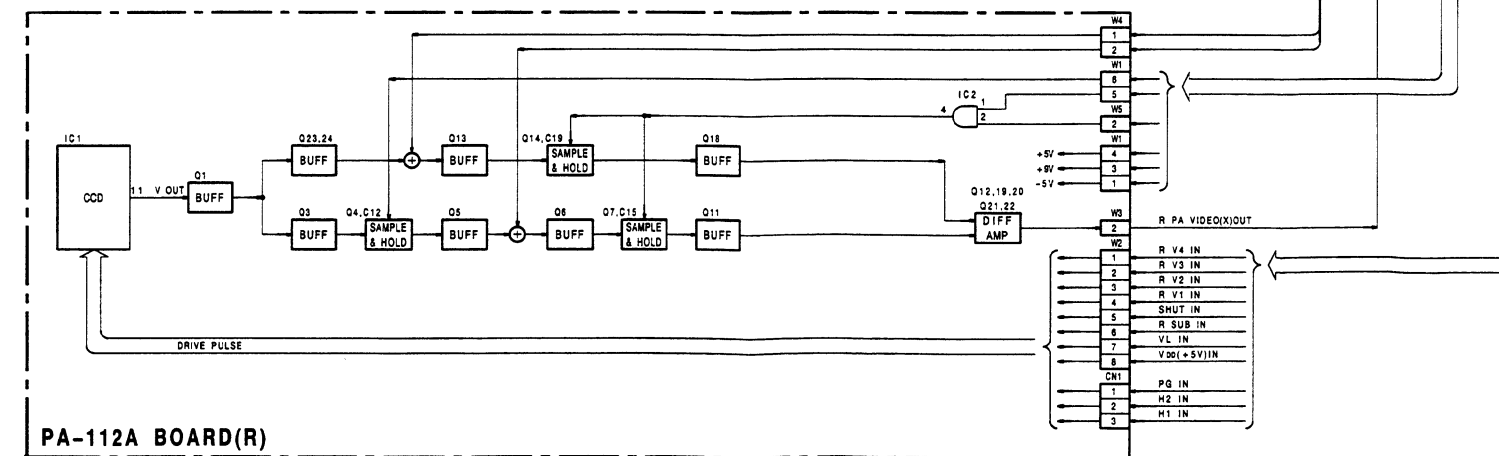 W4
1
2
W1
6
5
IC2
4
1
2
W5
2
W1
+5V
4
+9V
3
-5V
1
IC1
CCD
11 V OUT
Q1
BUFF
Q23,24
BUFF
Q13
BUFF
Q14,C19
SAMPLE
& HOLD
Q18
BUFF
Q3
BUFF
Q4,C12
SAMPLE
& HOLD
Q5
BUFF
Q6
BUFF
Q7,C15
SAMPLE
& HOLD
Q11
BUFF
Q12,19,20
Q21,22
DIFF
AMP
W3
2
R PA VIDEO(X)OUT
W2
1
R V4 IN
2
R V3 IN
3
R V2 IN
4
R V1 IN
5
SHUT IN
6
R SUB IN
7
VL IN
8
VDD(+5V)IN
CN1
1
PG IN
2
H2 IN
3
H1 IN
DRIVE PULSE
PA-112A BOARD(R)